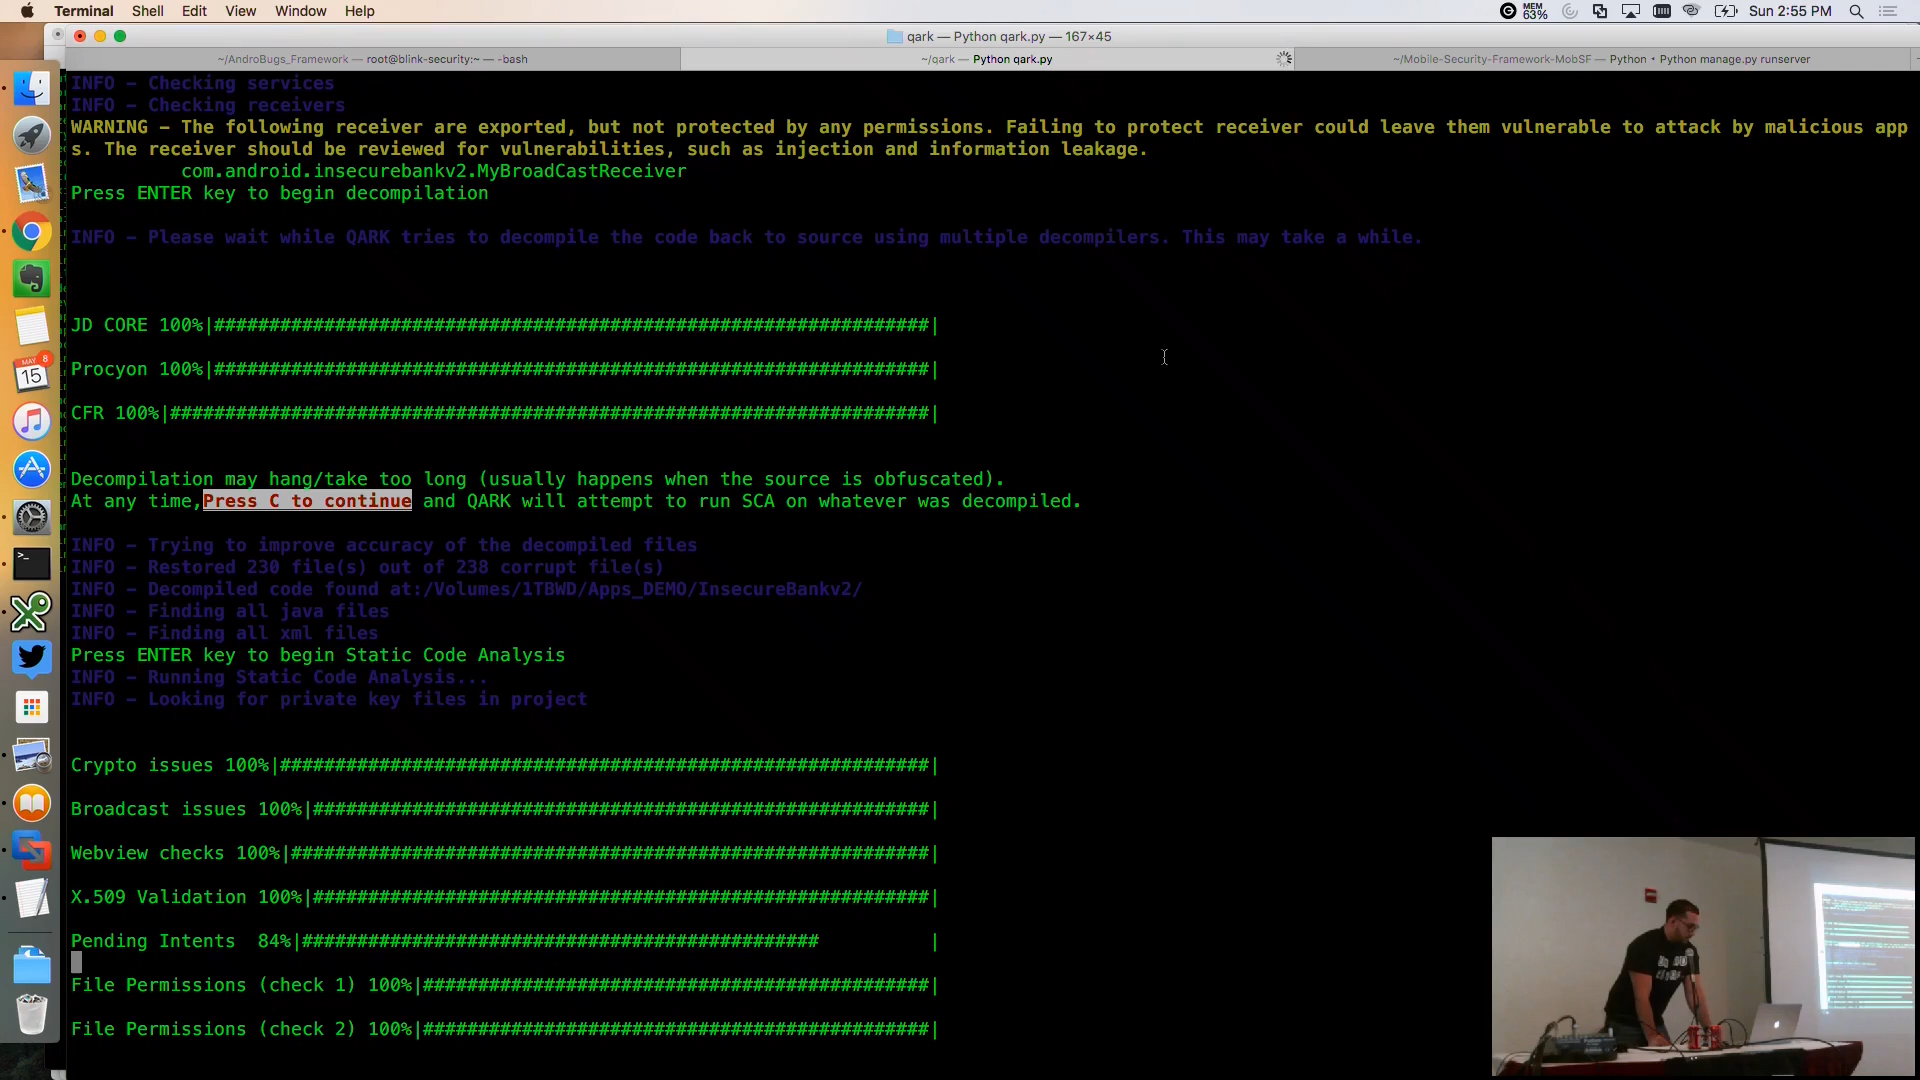 Terminal Shell Edit View Window Help
MEM 63% Sun 2:55 PM
qark — Python qark.py — 167×45
~/AndroBugs_Framework — root@blink-security:~ — -bash
~/qark — Python qark.py
~/Mobile-Security-Framework-MobSF — Python • Python manage.py runserver
INFO - Checking services
INFO - Checking receivers
WARNING - The following receiver are exported, but not protected by any permissions. Failing to protect receiver could leave them vulnerable to attack by malicious app
s. The receiver should be reviewed for vulnerabilities, such as injection and information leakage.
com.android.insecurebankv2.MyBroadCastReceiver
Press ENTER key to begin decompilation
INFO - Please wait while QARK tries to decompile the code back to source using multiple decompilers. This may take a while.
JD CORE 100%|#################################################################|
Procyon 100%|#################################################################|
CFR 100%|#####################################################################|
Decompilation may hang/take too long (usually happens when the source is obfuscated).
At any time,Press C to continue and QARK will attempt to run SCA on whatever was decompiled.
INFO - Trying to improve accuracy of the decompiled files
INFO - Restored 230 file(s) out of 238 corrupt file(s)
INFO - Decompiled code found at:/Volumes/1TBWD/Apps_DEMO/InsecureBankv2/
INFO - Finding all java files
INFO - Finding all xml files
Press ENTER key to begin Static Code Analysis
INFO - Running Static Code Analysis...
INFO - Looking for private key files in project
Crypto issues 100%|###########################################################|
Broadcast issues 100%|########################################################|
Webview checks 100%|##########################################################|
X.509 Validation 100%|########################################################|
Pending Intents  84%|###############################################          |
File Permissions (check 1) 100%|##############################################|
File Permissions (check 2) 100%|##############################################|
MAY 8
15